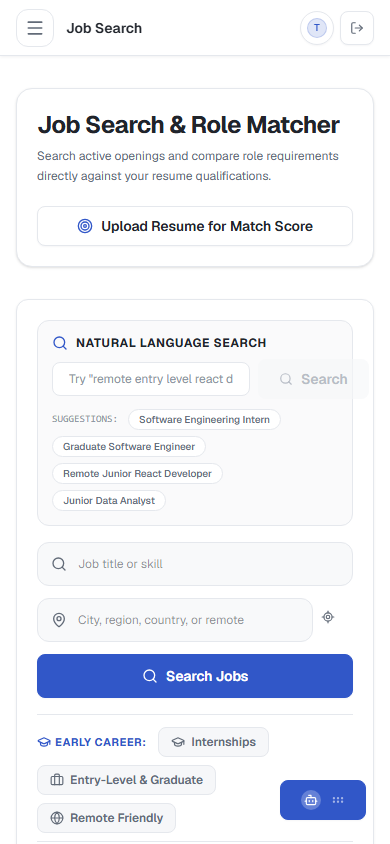 Job Search
T
Job Search & Role Matcher
Search active openings and compare role requirements
directly against your resume qualifications.
Upload Resume for Match Score
NATURAL LANGUAGE SEARCH
Try "remote entry level react d
Search
SUGGESTIONS:
Software Engineering Intern
Graduate Software Engineer
Remote Junior React Developer
Junior Data Analyst
Job title or skill
City, region, country, or remote
Search Jobs
EARLY CAREER:
Internships
Entry-Level & Graduate
Remote Friendly